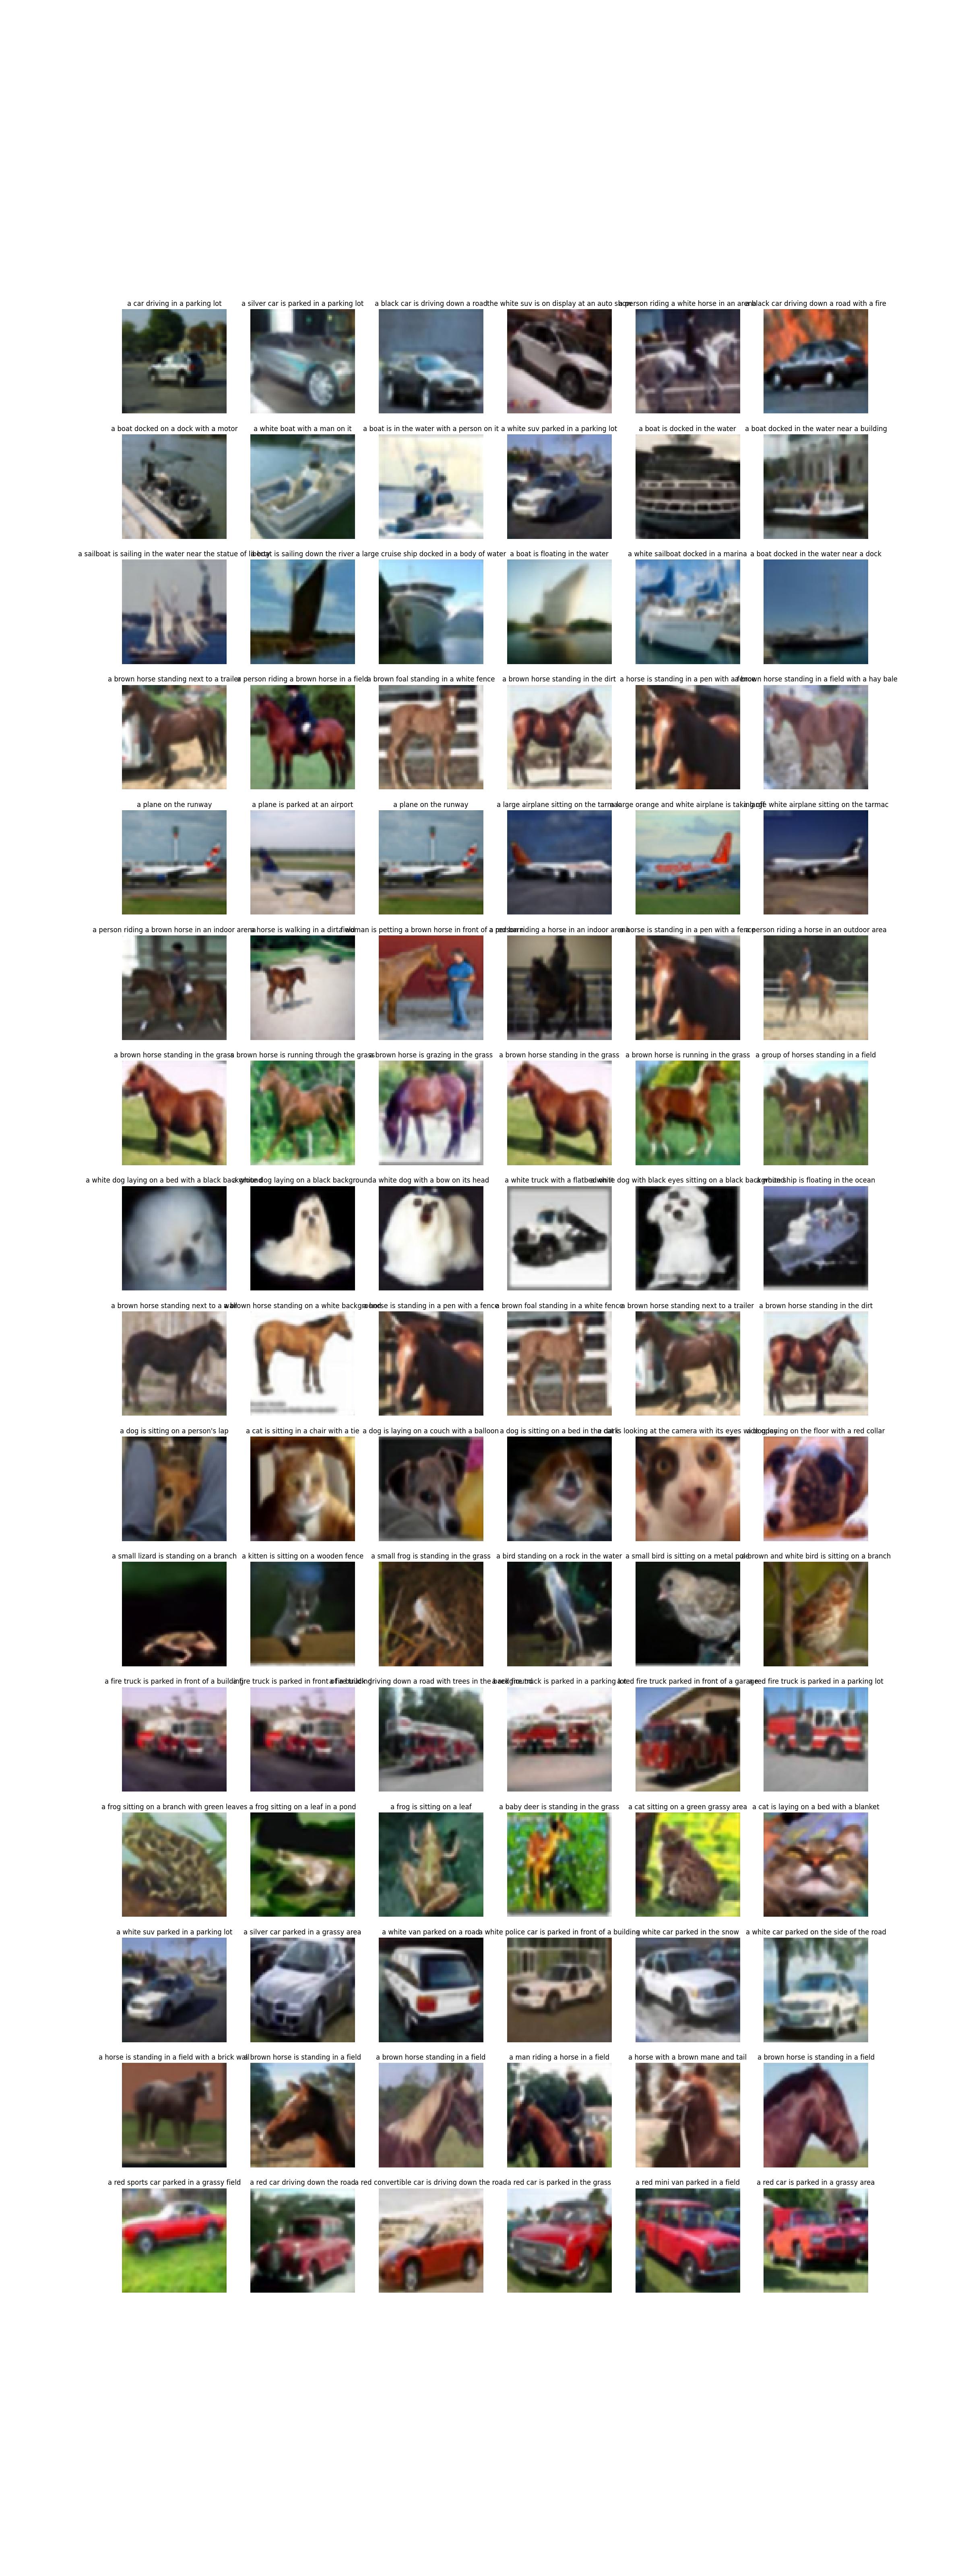 a car driving in a parking lot
a silver car is parked in a parking lot
a black car is driving down a road
the white suv is on display at an auto show
a person riding a white horse in an arena
a black car driving down a road with a fire
a boat docked on a dock with a motor
a white boat with a man on it
a boat is in the water with a person on it
a white suv parked in a parking lot
a boat is docked in the water
a boat docked in the water near a building
a sailboat is sailing in the water near the statue of liberty
a boat is sailing down the river
a large cruise ship docked in a body of water
a boat is floating in the water
a white sailboat docked in a marina
a boat docked in the water near a dock
a brown horse standing next to a trailer
a person riding a brown horse in a field
a brown foal standing in a white fence
a brown horse standing in the dirt
a horse is standing in a pen with a fence
a brown horse standing in a field with a hay bale
a plane on the runway
a plane is parked at an airport
a plane on the runway
a large airplane sitting on the tarmac
a large orange and white airplane is taking off
a large white airplane sitting on the tarmac
a person riding a brown horse in an indoor arena
a horse is walking in a dirt field
a woman is petting a brown horse in front of a red barn
a person riding a horse in an indoor arena
a horse is standing in a pen with a fence
a person riding a horse in an outdoor area
a brown horse standing in the grass
a brown horse is running through the grass
a brown horse is grazing in the grass
a brown horse standing in the grass
a brown horse is running in the grass
a group of horses standing in a field
a white dog laying on a bed with a black background
a white dog laying on a black background
a white dog with a bow on its head
a white truck with a flatbed on it
a white dog with black eyes sitting on a black background
ship is floating in the ocean
a brown horse standing next to a wall
a brown horse standing on a white background
a horse is standing in a pen with a fence
a brown foal standing in a white fence
a brown horse standing next to a trailer
a brown horse standing in the dirt
a dog is sitting on a person's lap
a cat is sitting in a chair with a tie
a dog is laying on a couch with a balloon
a dog is sitting on a bed in the dark
a cat is looking at the camera with its eyes wide open
a dog laying on the floor with a red collar
a small lizard is standing on a branch
a kitten is sitting on a wooden fence
a small frog is standing in the grass
a bird standing on a rock in the water
a small bird is sitting on a metal pole
a brown and white bird is sitting on a branch
a fire truck is parked in front of a building
a fire truck is parked in front of a building
a fire truck driving down a road with trees in the background
a red fire truck is parked in a parking lot
a red fire truck parked in front of a garage
a red fire truck is parked in a parking lot
a frog sitting on a branch with green leaves
a frog sitting on a leaf in a pond
a frog is sitting on a leaf
a baby deer is standing in the grass
a cat sitting on a green grassy area
a cat is laying on a bed with a blanket
a white suv parked in a parking lot
a silver car parked in a grassy area
a white van parked on a road
a white police car is parked in front of a building
a white car parked in the snow
a white car parked on the side of the road
a horse is standing in a field with a brick wall
a brown horse is standing in a field
a brown horse standing in a field
a man riding a horse in a field
a horse with a brown mane and tail
a brown horse is standing in a field
a red sports car parked in a grassy field
a red car driving down the road
a red convertible car is driving down the road
a red car is parked in the grass
a red mini van parked in a field
a red car is parked in a grassy area